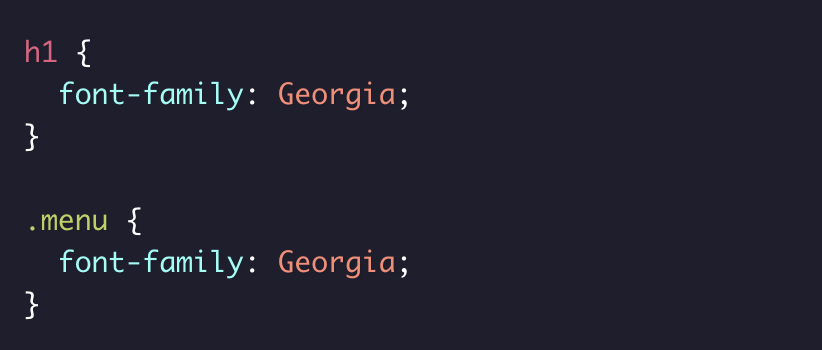 h1 {
  font-family: Georgia;
}

.menu {
  font-family: Georgia;
}